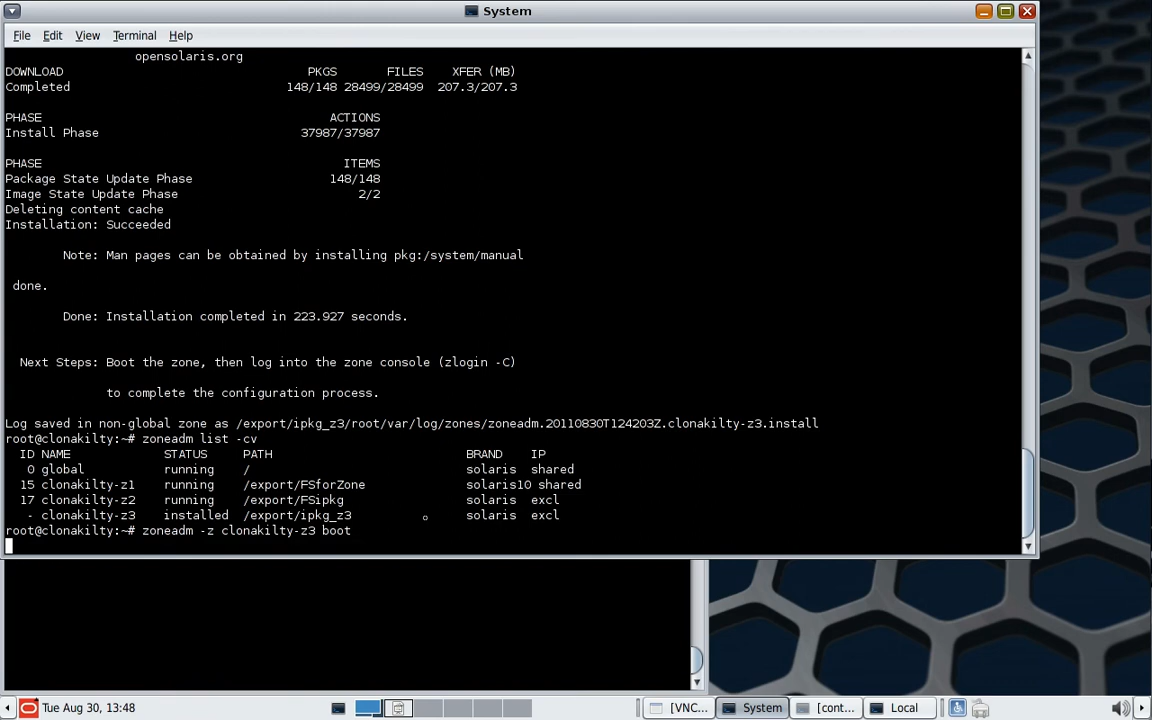 System
File Edit View Terminal Help
opensolaris.org
DOWNLOAD PKGS FILES XFER (MB)
Completed 148/148 28499/28499 207.3/207.3
PHASE ACTIONS
Install Phase 37987/37987
PHASE ITEMS
Package State Update Phase 148/148
Image State Update Phase 2/2
Deleting content cache
Installation: Succeeded
Note: Man pages can be obtained by installing pkg:/system/manual
done.
Done: Installation completed in 223.927 seconds.
Next Steps: Boot the zone, then log into the zone console (zlogin -C)
to complete the configuration process.
Log saved in non-global zone as /export/ipkg_z3/root/var/log/zones/zoneadm.20110830T124203Z.clonakilty-z3.install
root@clonakilty:~# zoneadm list -cv
ID NAME STATUS PATH BRAND IP
0 global running / solaris shared
15 clonakilty-z1 running /export/FSforZone solaris10 shared
17 clonakilty-z2 running /export/FSipkg solaris excl
- clonakilty-z3 installed /export/ipkg_z3 solaris excl
root@clonakilty:~# zoneadm -z clonakilty-z3 boot
Tue Aug 30, 13:48 [VNC... System [cont... Local